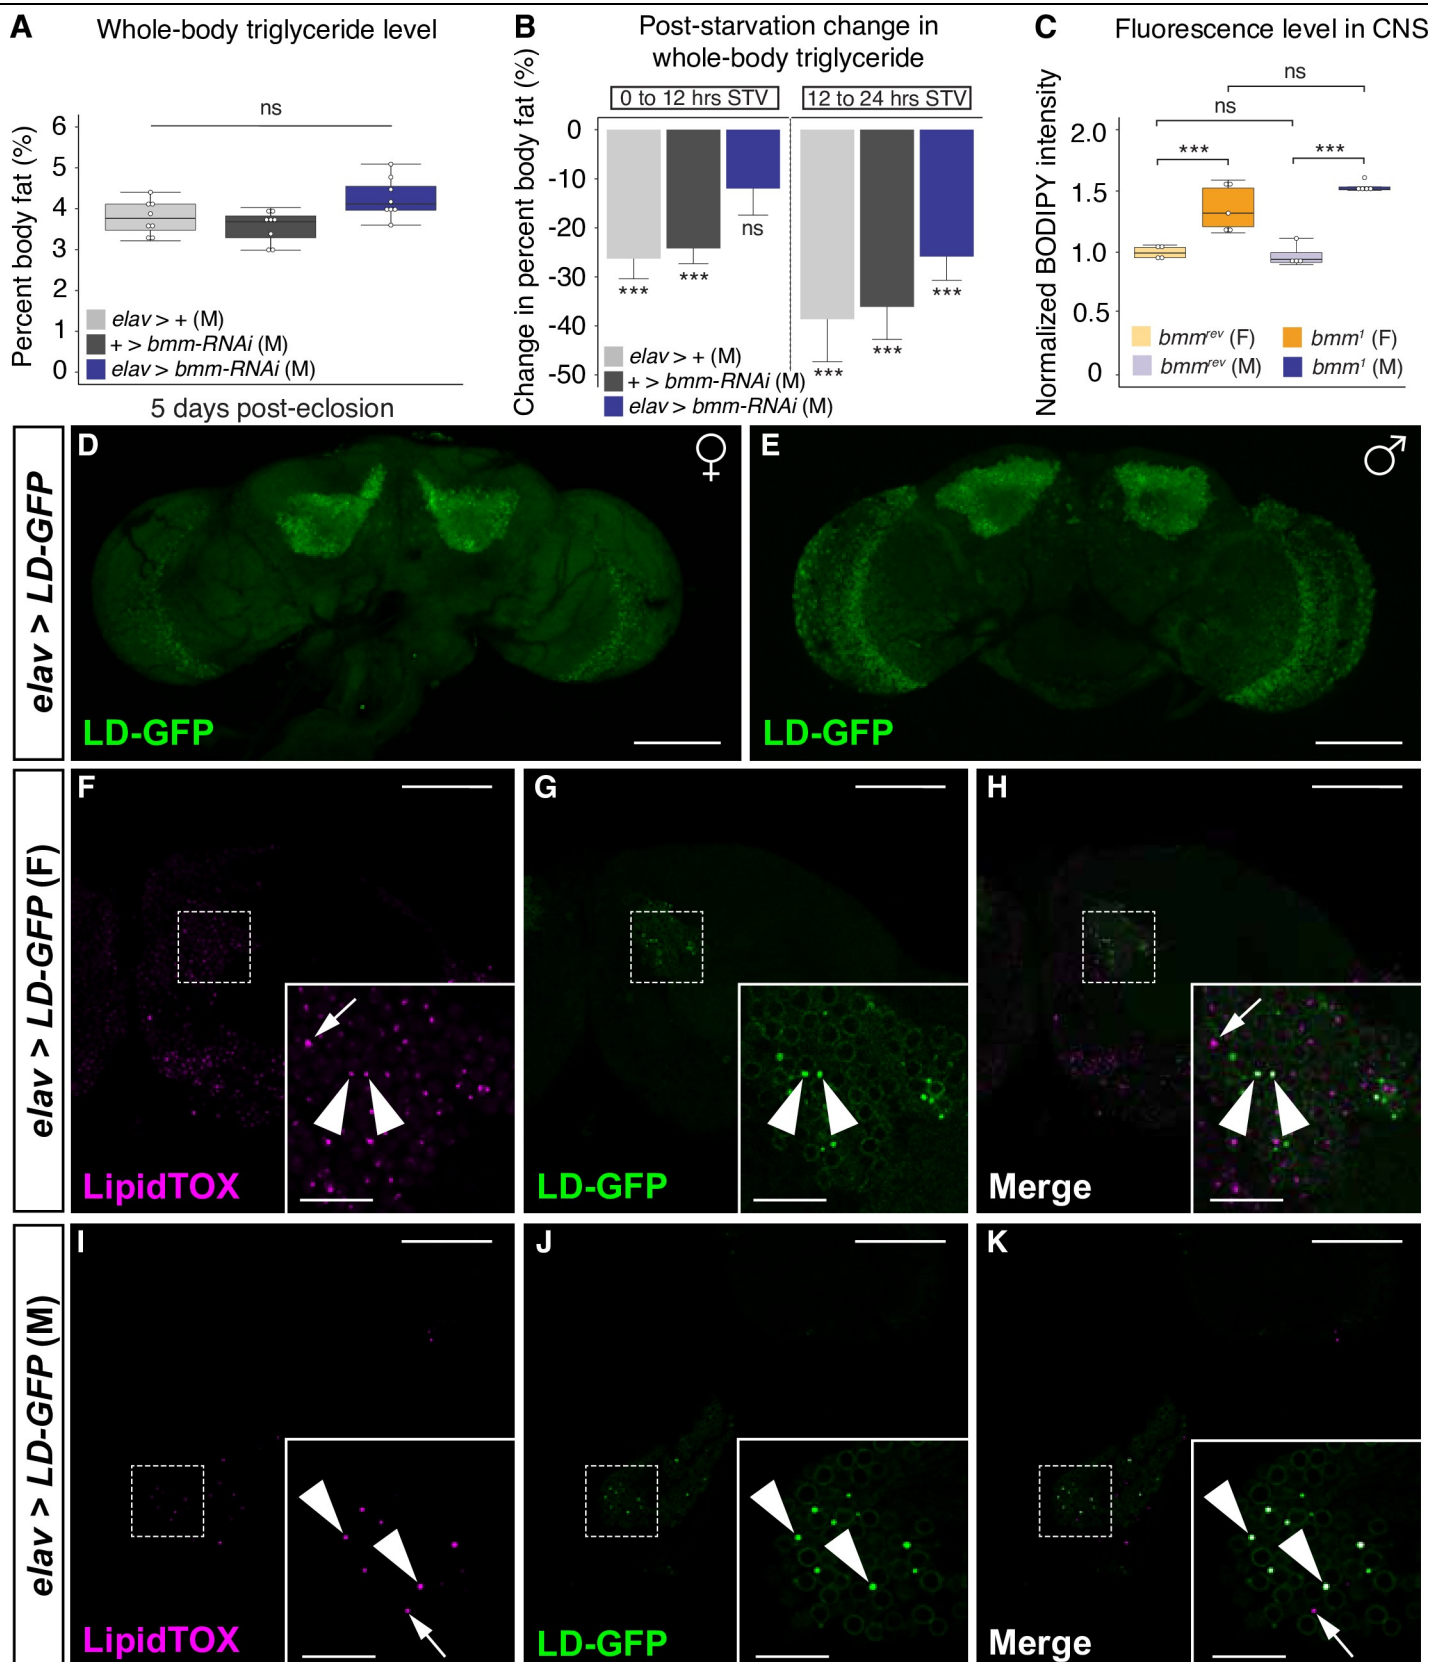 A
Whole-body triglyceride level
Percent body fat (%)
6
5
4
3
2
1
0
ns
elav > + (M)
+ > bmm-RNAi (M)
elav > bmm-RNAi (M)
5 days post-eclosion
B
Post-starvation change in
whole-body triglyceride
Change in percent body fat (%)
0 to 12 hrs STV
12 to 24 hrs STV
0
-10
-20
-30
-40
-50
***
***
ns
***
***
***
elav > + (M)
+ > bmm-RNAi (M)
elav > bmm-RNAi (M)
C
Fluorescence level in CNS
Normalized BODIPY intensity
2.0
1.5
1.0
0.5
0
ns
ns
***
***
bmmʳᵉᵛ (F)
bmm¹ (F)
bmmʳᵉᵛ (M)
bmm¹ (M)
elav > LD-GFP
D
♀
LD-GFP
E
♂
LD-GFP
elav > LD-GFP (F)
F
LipidTOX
G
LD-GFP
H
Merge
elav > LD-GFP (M)
I
LipidTOX
J
LD-GFP
K
Merge